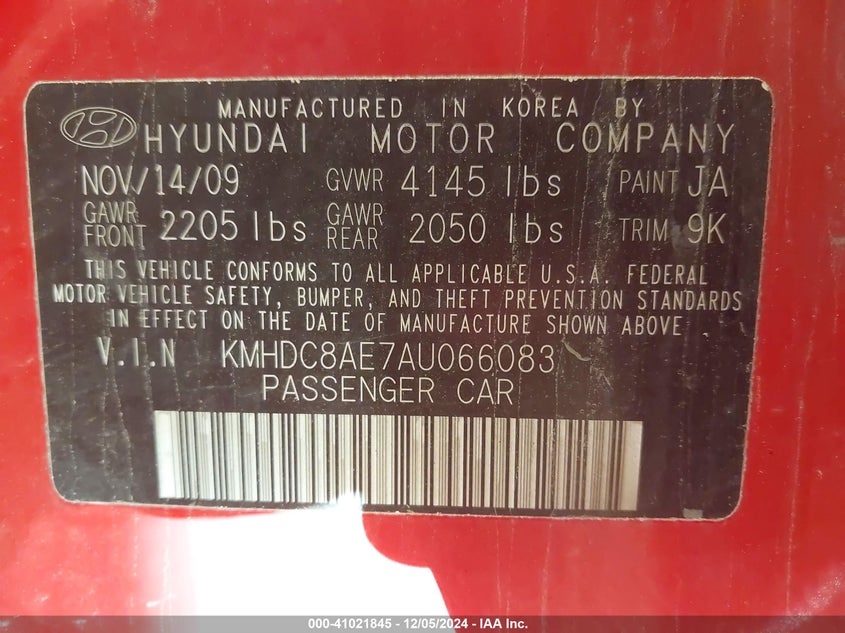 MANUFACTURED IN KOREA BY
HYUNDAI MOTOR COMPANY
NOV/14/09 GVWR 4145 lbs PAINT JA
GAWR FRONT 2205 lbs GAWR REAR 2050 lbs TRIM 9K
THIS VEHICLE CONFORMS TO ALL APPLICABLE U.S.A. FEDERAL
MOTOR VEHICLE SAFETY, BUMPER, AND THEFT PREVENTION STANDARDS
IN EFFECT ON THE DATE OF MANUFACTURE SHOWN ABOVE
V.I.N KMHDC8AE7AU066083
PASSENGER CAR
000-41021845 - 12/05/2024 - IAA Inc.